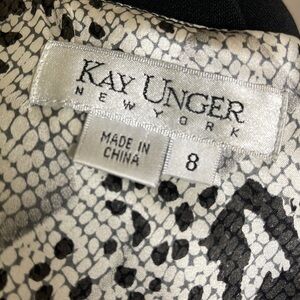 KAY UNGER
NEW YORK
MADE IN
CHINA
8